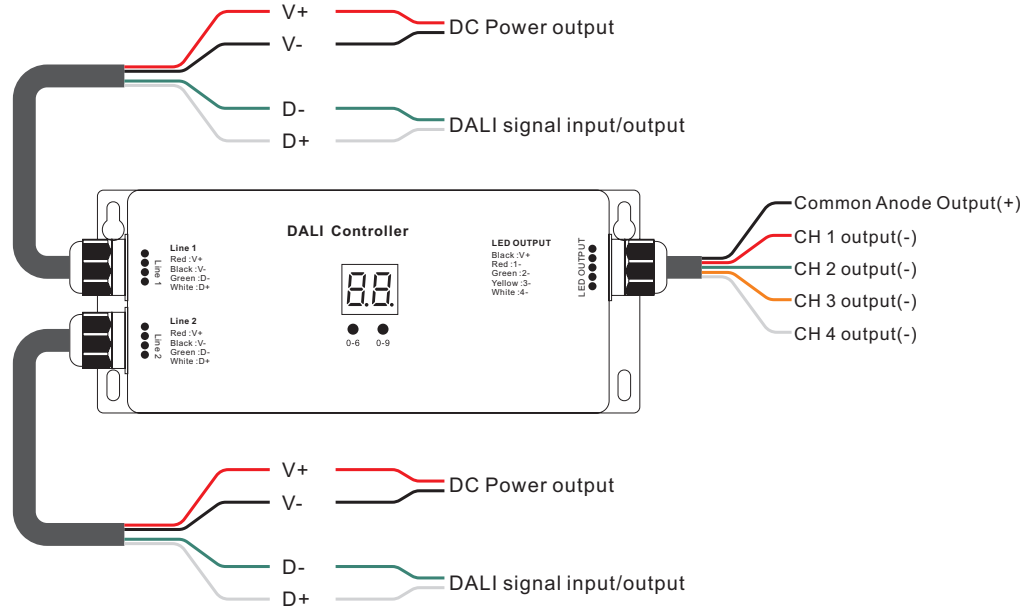 V+
V-
DC Power output
D-
D+
DALI signal input/output
DALI Controller
Line 1
Line 1
Red :V+
Black :V-
Green :D-
White :D+
Line 2
Line 2
Red :V+
Black :V-
Green :D-
White :D+
8.8.
0-6
0-9
LED OUTPUT
Black :V+
Red :1-
Green :2-
Yellow :3-
White :4-
LED OUTPUT
Common Anode Output(+)
CH 1 output(-)
CH 2 output(-)
CH 3 output(-)
CH 4 output(-)
V+
V-
DC Power output
D-
D+
DALI signal input/output